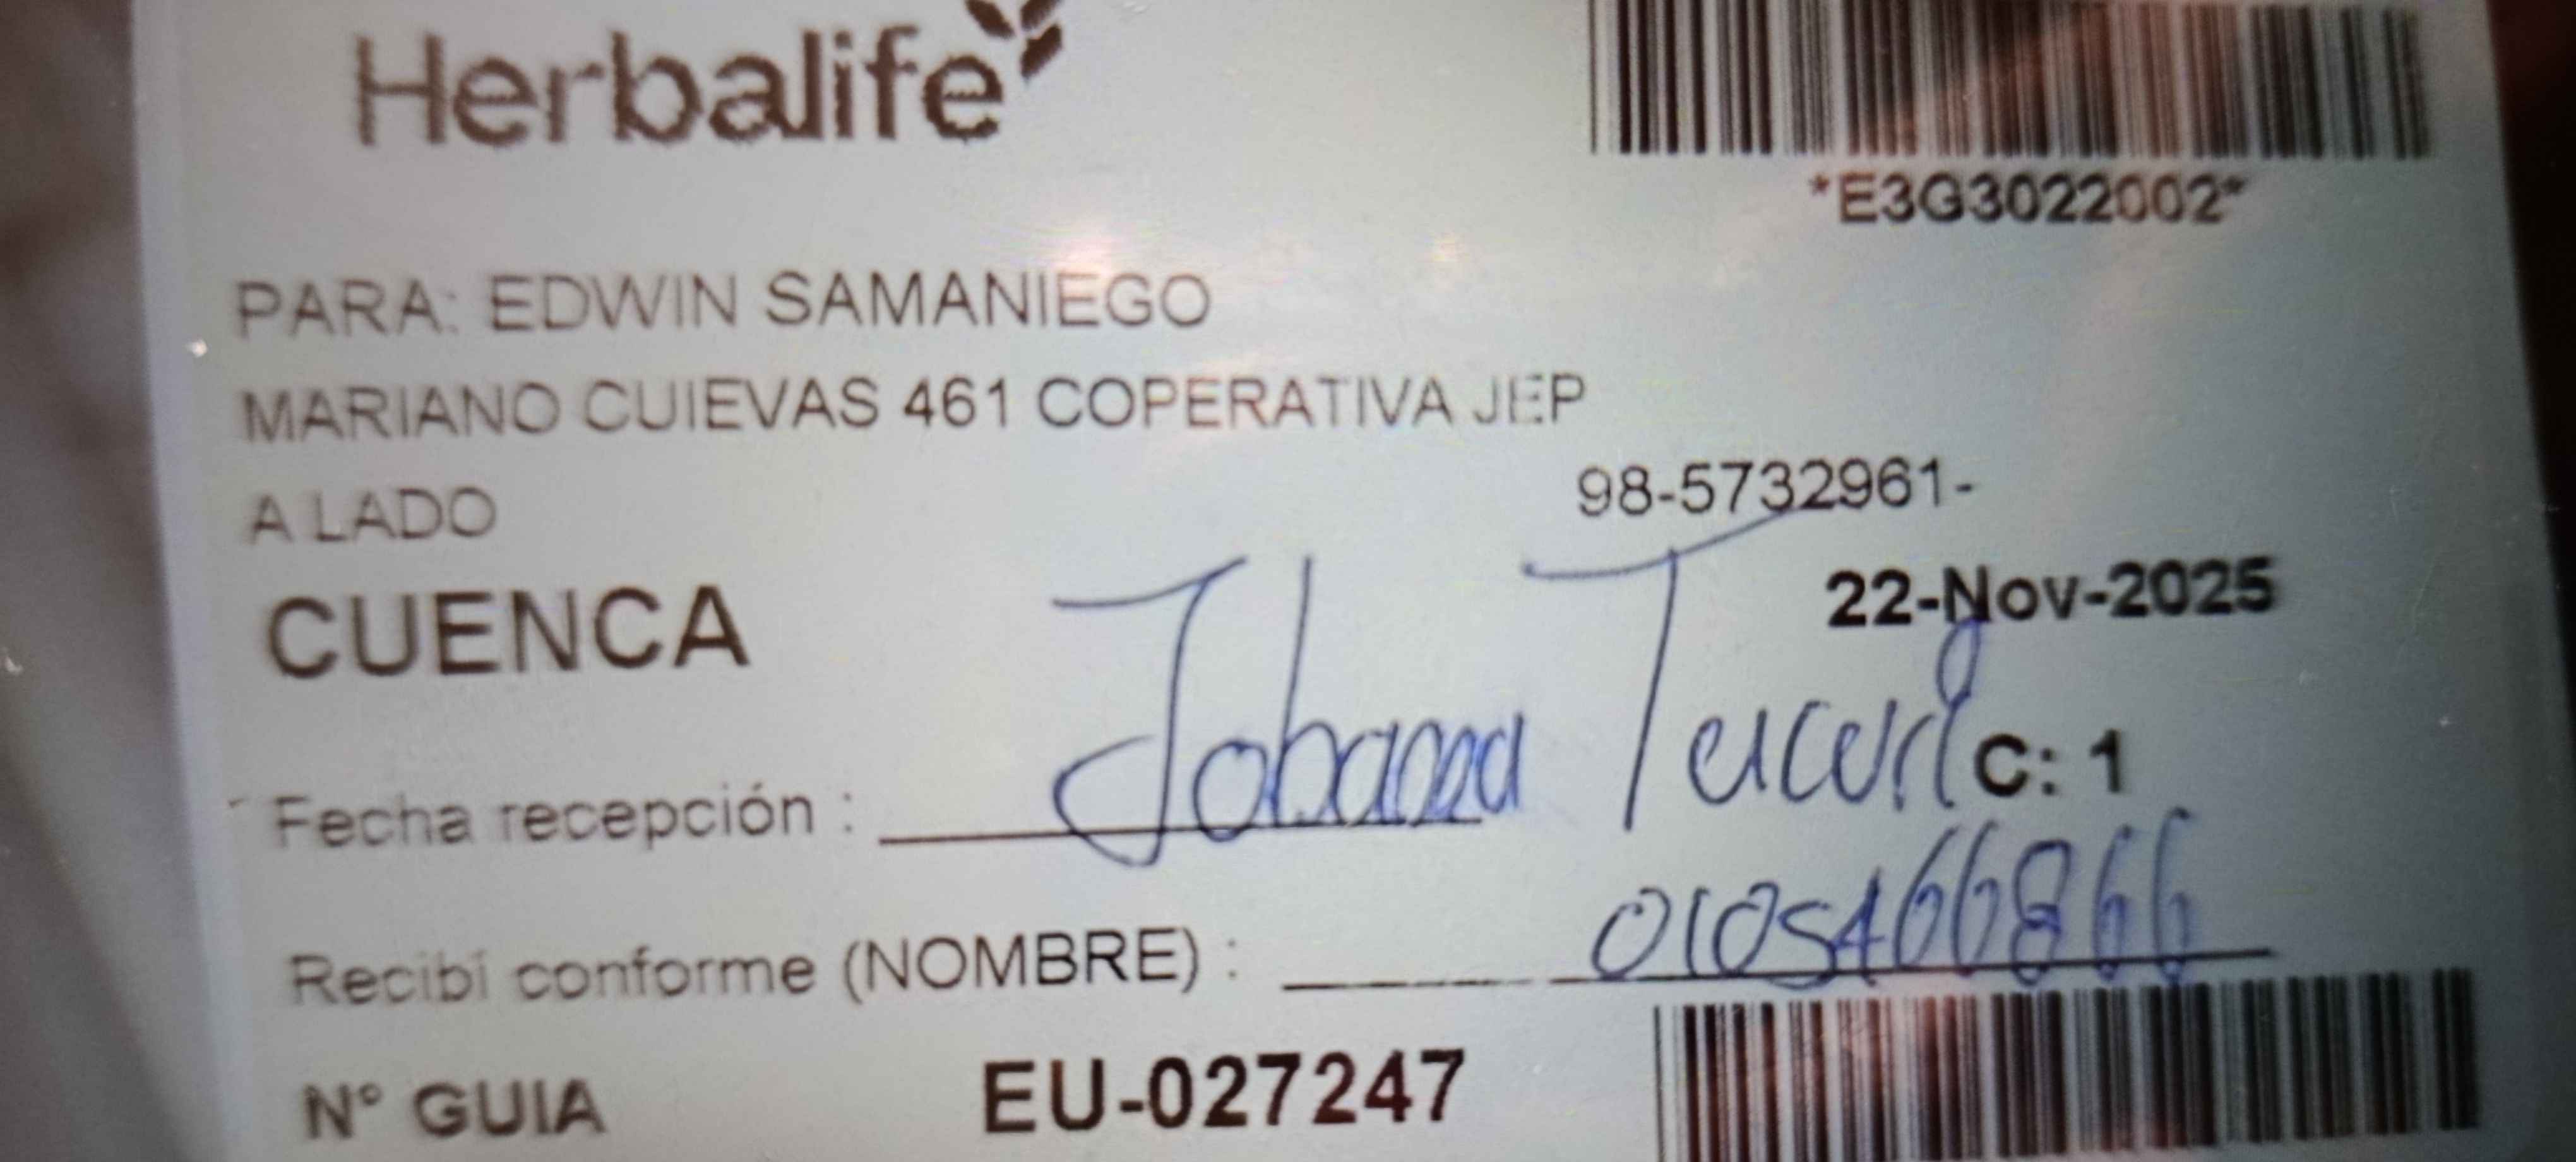 Herbalife
*E3G3022002*
PARA: EDWIN SAMANIEGO
MARIANO CUIEVAS 461 COPERATIVA JEP
A LADO
98-5732961-
CUENCA
22-Nov-2025
C: 1
Fecha recepción : Johanna
Recibí conforme (NOMBRE) : 0105466866
N° GUIA EU-027247